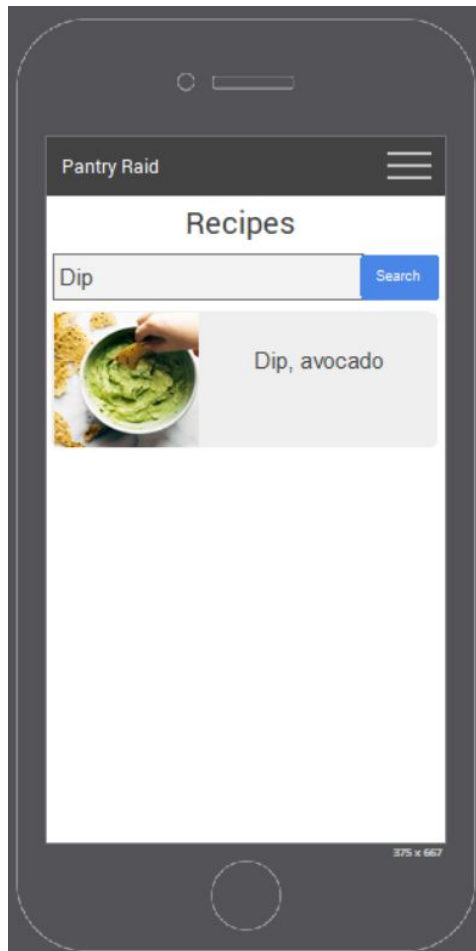 Pantry Raid
Recipes
Dip
Search
Dip, avocado
375 x 667